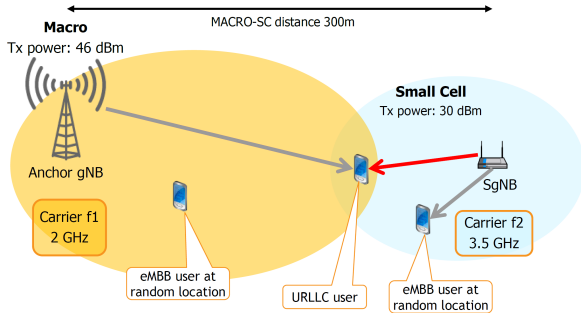 MACRO-SC distance 300m
Macro
Tx power: 46 dBm
Small Cell
Tx power: 30 dBm
Anchor gNB
SgNB
Carrier f1
2 GHz
Carrier f2
3.5 GHz
eMBB user at
random location
URLLC user
eMBB user at
random location